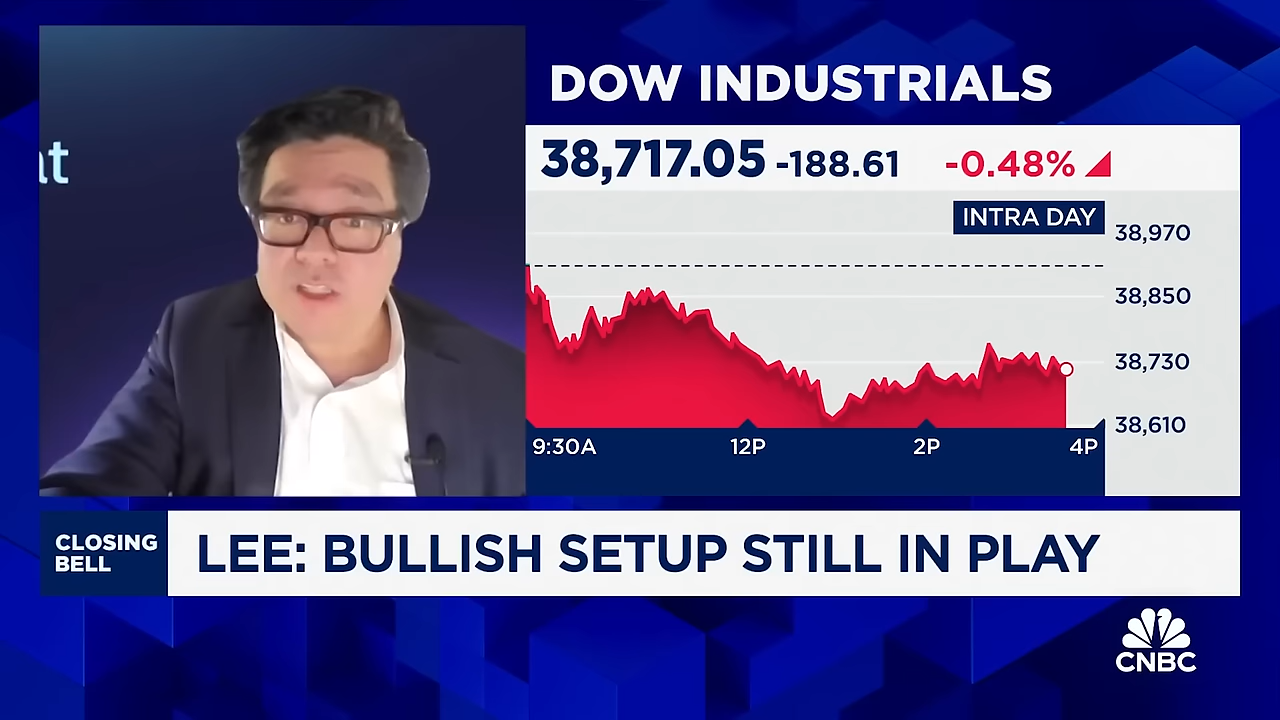 at
DOW INDUSTRIALS
38,717.05 -188.61 -0.48%
INTRA DAY
38,970
38,850
38,730
38,610
9:30A 12P 2P 4P
CLOSING
BELL
LEE: BULLISH SETUP STILL IN PLAY
CNBC